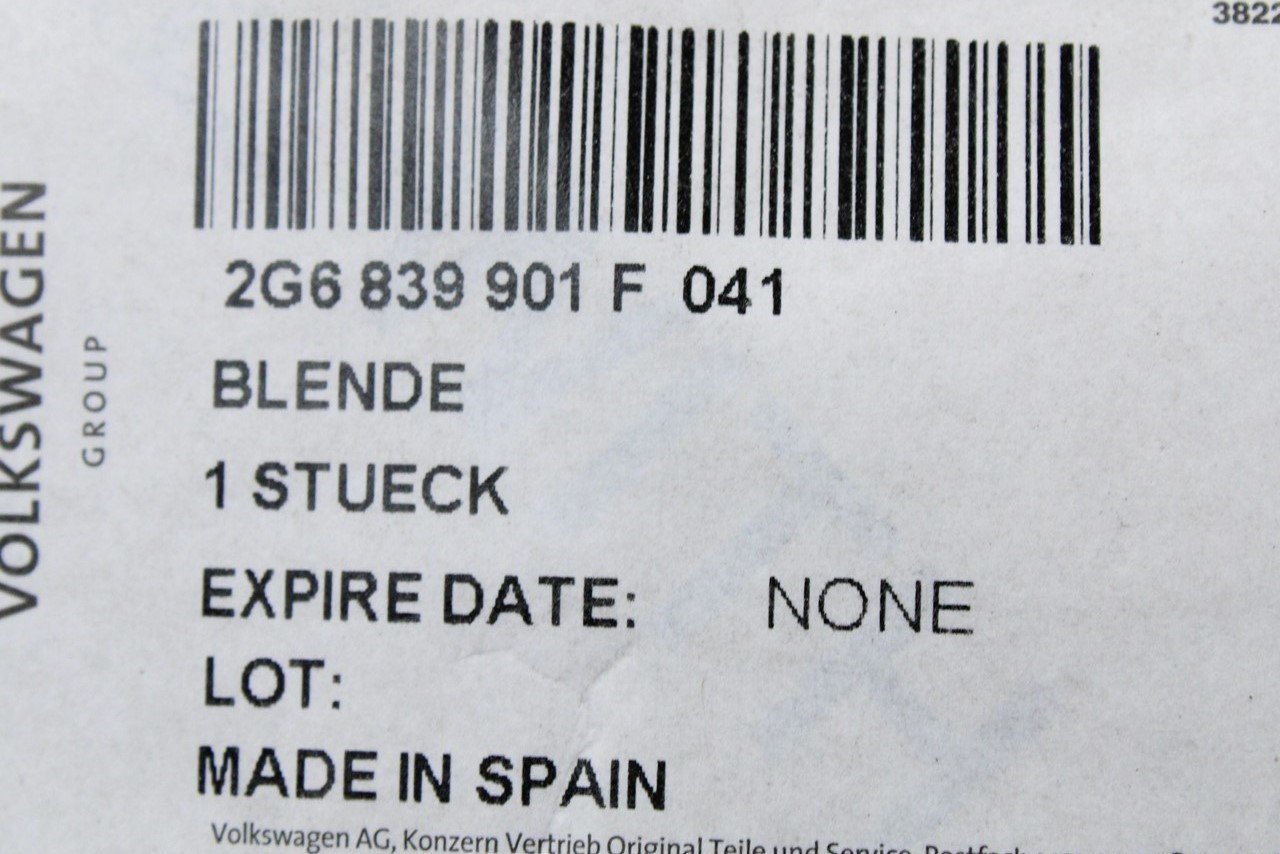 3822
VOLKSWAGEN
GROUP
2G6 839 901 F 041
BLENDE
1 STUECK
EXPIRE DATE: NONE
LOT:
MADE IN SPAIN
Volkswagen AG, Konzern Vertrieb Original Teile und Service,